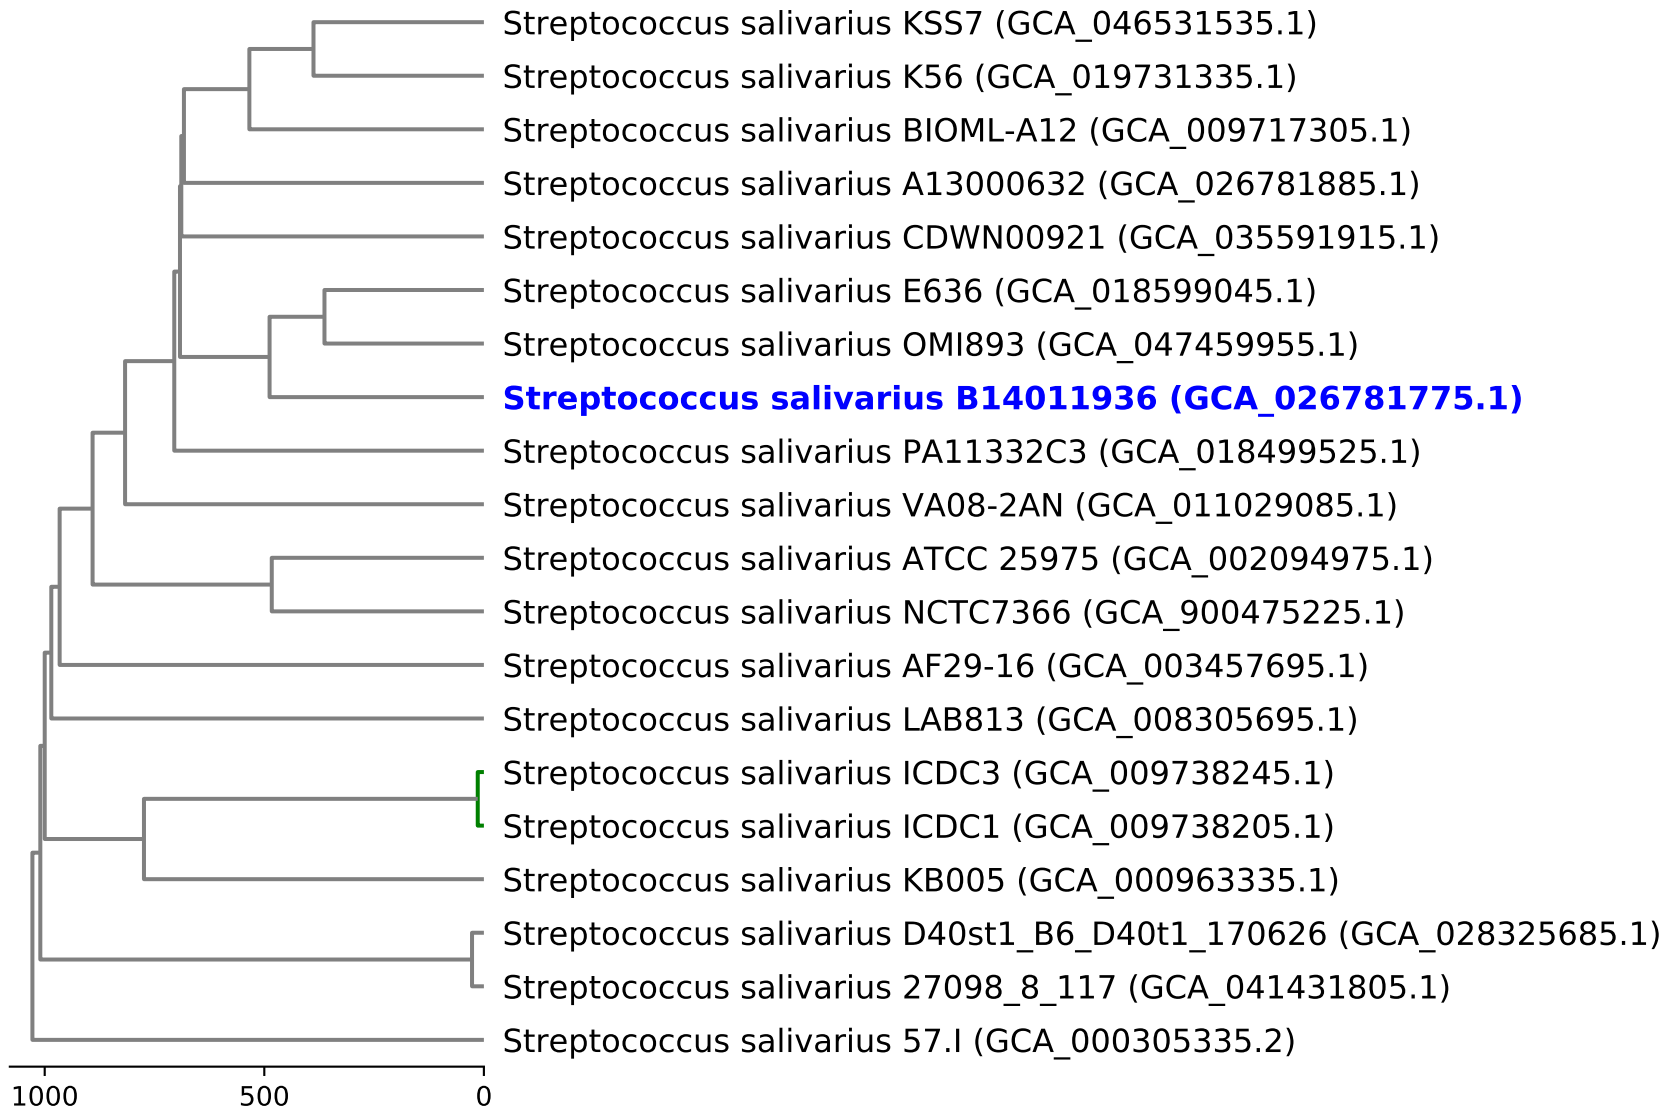 Streptococcus salivarius KSS7 (GCA_046531535.1)
Streptococcus salivarius K56 (GCA_019731335.1)
Streptococcus salivarius BIOML-A12 (GCA_009717305.1)
Streptococcus salivarius A13000632 (GCA_026781885.1)
Streptococcus salivarius CDWN00921 (GCA_035591915.1)
Streptococcus salivarius E636 (GCA_018599045.1)
Streptococcus salivarius OMI893 (GCA_047459955.1)
Streptococcus salivarius B14011936 (GCA_026781775.1)
Streptococcus salivarius PA11332C3 (GCA_018499525.1)
Streptococcus salivarius VA08-2AN (GCA_011029085.1)
Streptococcus salivarius ATCC 25975 (GCA_002094975.1)
Streptococcus salivarius NCTC7366 (GCA_900475225.1)
Streptococcus salivarius AF29-16 (GCA_003457695.1)
Streptococcus salivarius LAB813 (GCA_008305695.1)
Streptococcus salivarius ICDC3 (GCA_009738245.1)
Streptococcus salivarius ICDC1 (GCA_009738205.1)
Streptococcus salivarius KB005 (GCA_000963335.1)
Streptococcus salivarius D40st1_B6_D40t1_170626 (GCA_028325685.1)
Streptococcus salivarius 27098_8_117 (GCA_041431805.1)
Streptococcus salivarius 57.I (GCA_000305335.2)
1000 500 0